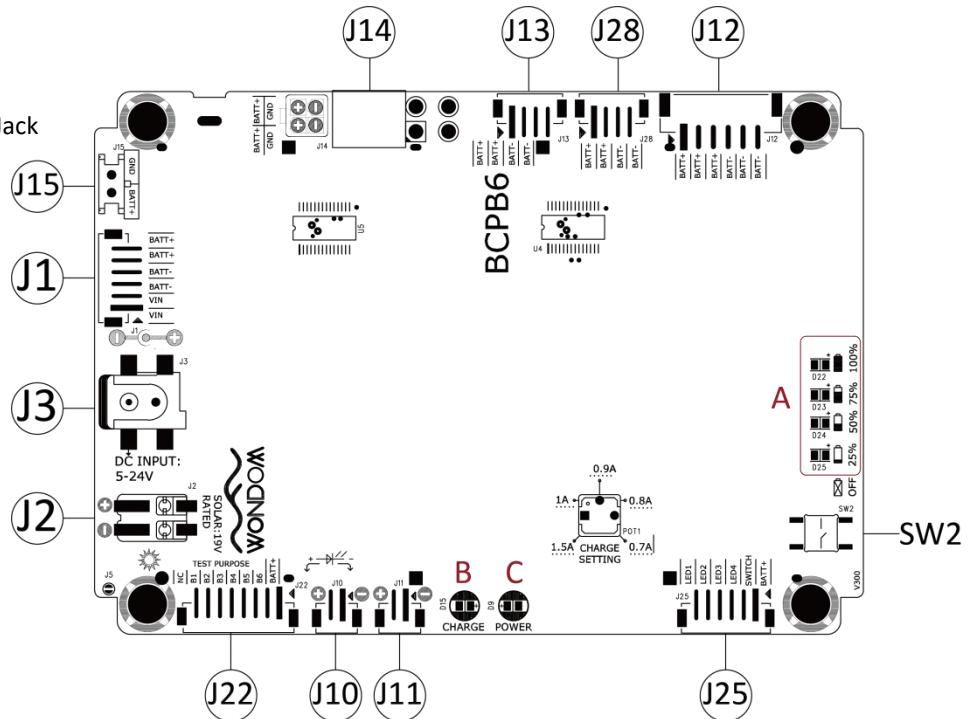 J14
J13
J28
J12
Jack
J15
GND
BATT+
J15
BATT+
BATT+
GND
GND
J14
BATT+
BATT+
BATT-
BATT-
J13
BATT+
BATT+
BATT-
BATT-
J28
BATT+
BATT+
BATT+
BATT-
BATT-
BATT-
J12
BCPB6
U5
U4
J1
BATT+
BATT+
BATT-
BATT-
VIN
VIN
J1
J3
J3
DC INPUT:
5-24V
J2
J2
SOLAR:19V
RATED
WONDOM
A
D22
100%
D23
75%
D24
50%
D25
25%
OFF
SW2
SW2
0.9A
1A
0.8A
1.5A
0.7A
POT1
CHARGE
SETTING
J5
TEST PURPOSE
NC
B1
B2
B3
B4
B5
B6
BATT+
J22
J10
J11
B
D15
CHARGE
C
D9
POWER
LED1
LED2
LED3
LED4
SWITCH
BATT+
J25
V300
J22
J10
J11
J25